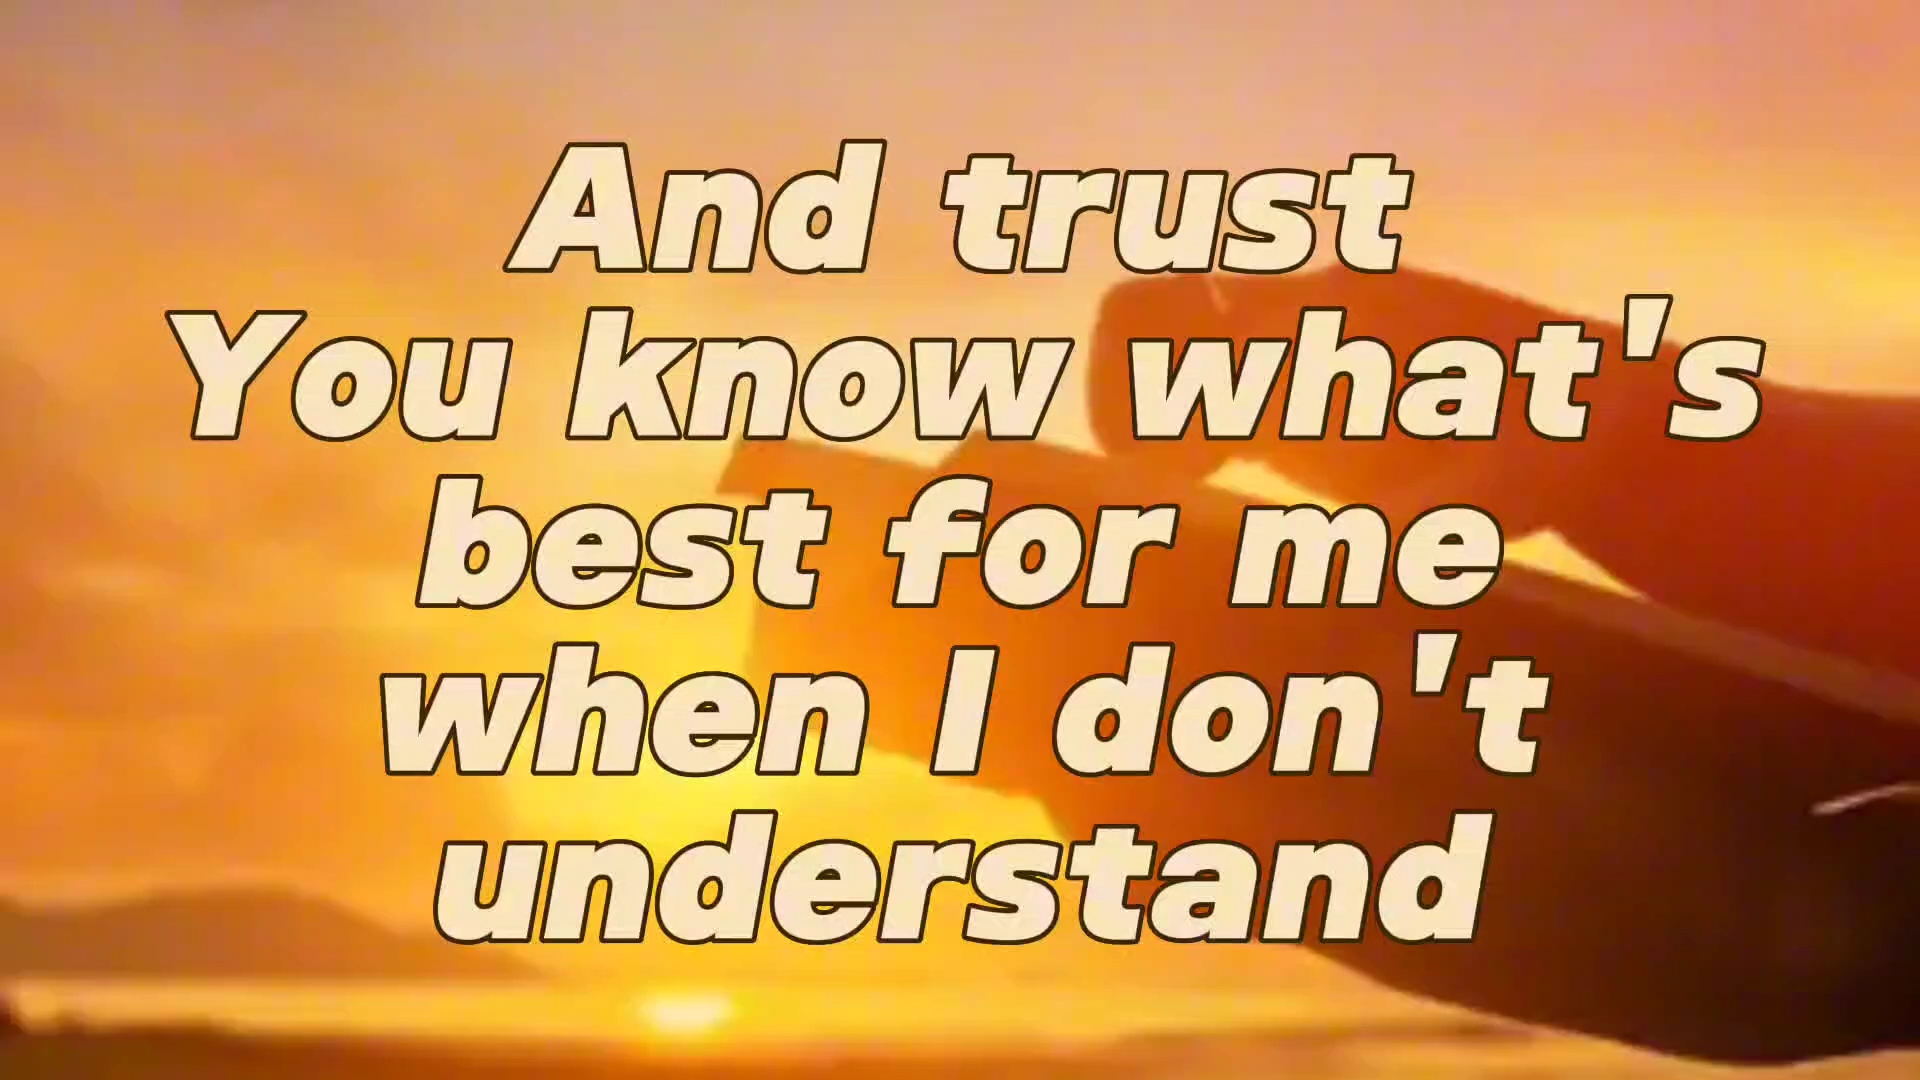 And trust
You know what's
best for me
when I don't
understand